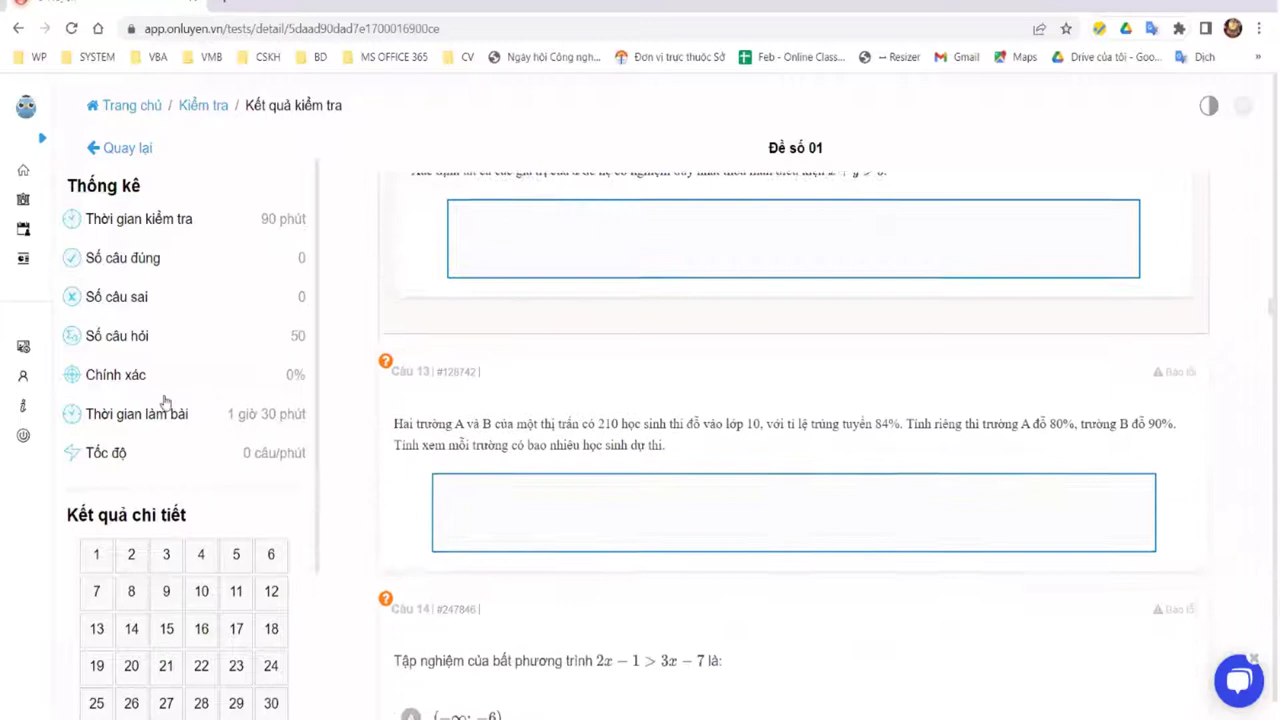 app.onluyen.vn/tests/detail/5daad90dad7e1700016900ce
WP SYSTEM VBA VMB CSKH BD MS OFFICE 365 CV Ngày hội Công ngh... Đơn vị trực thuộc Sở Feb - Online Class... -- Resizer Gmail Maps Drive của tôi - Goo... Dịch »
Trang chủ / Kiểm tra / Kết quả kiểm tra
Quay lại
Đề số 01
Thống kê
Thời gian kiểm tra 90 phút
Số câu đúng 0
Số câu sai 0
Số câu hỏi 50
Chính xác 0%
Thời gian làm bài 1 giờ 30 phút
Tốc độ 0 câu/phút
Kết quả chi tiết
1 2 3 4 5 6
7 8 9 10 11 12
13 14 15 16 17 18
19 20 21 22 23 24
25 26 27 28 29 30
Câu 13 | #128742 | Báo lỗi
Hai trường A và B của một thị trấn có 210 học sinh thi đỗ vào lớp 10, với tỉ lệ trúng tuyển 84%. Tính riêng thì trường A đỗ 80%, trường B đỗ 90%.
Tính xem mỗi trường có bao nhiêu học sinh dự thi.
Câu 14 | #247846 | Báo lỗi
Tập nghiệm của bất phương trình 2x − 1 > 3x − 7 là:
A (−∞; −6)